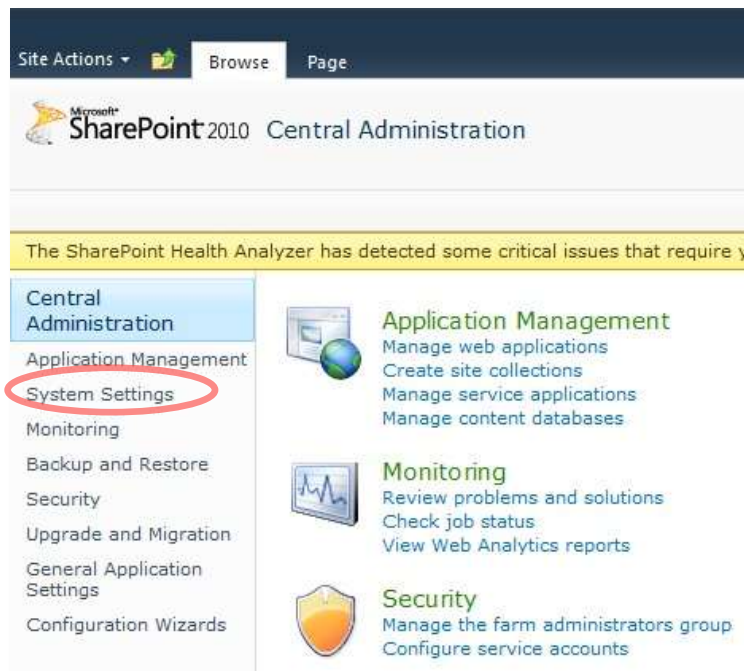 Site Actions
Browse
Page
Microsoft
SharePoint 2010 Central Administration
The SharePoint Health Analyzer has detected some critical issues that require
Central
Administration
Application Management
System Settings
Monitoring
Backup and Restore
Security
Upgrade and Migration
General Application
Settings
Configuration Wizards
Application Management
Manage web applications
Create site collections
Manage service applications
Manage content databases
Monitoring
Review problems and solutions
Check job status
View Web Analytics reports
Security
Manage the farm administrators group
Configure service accounts